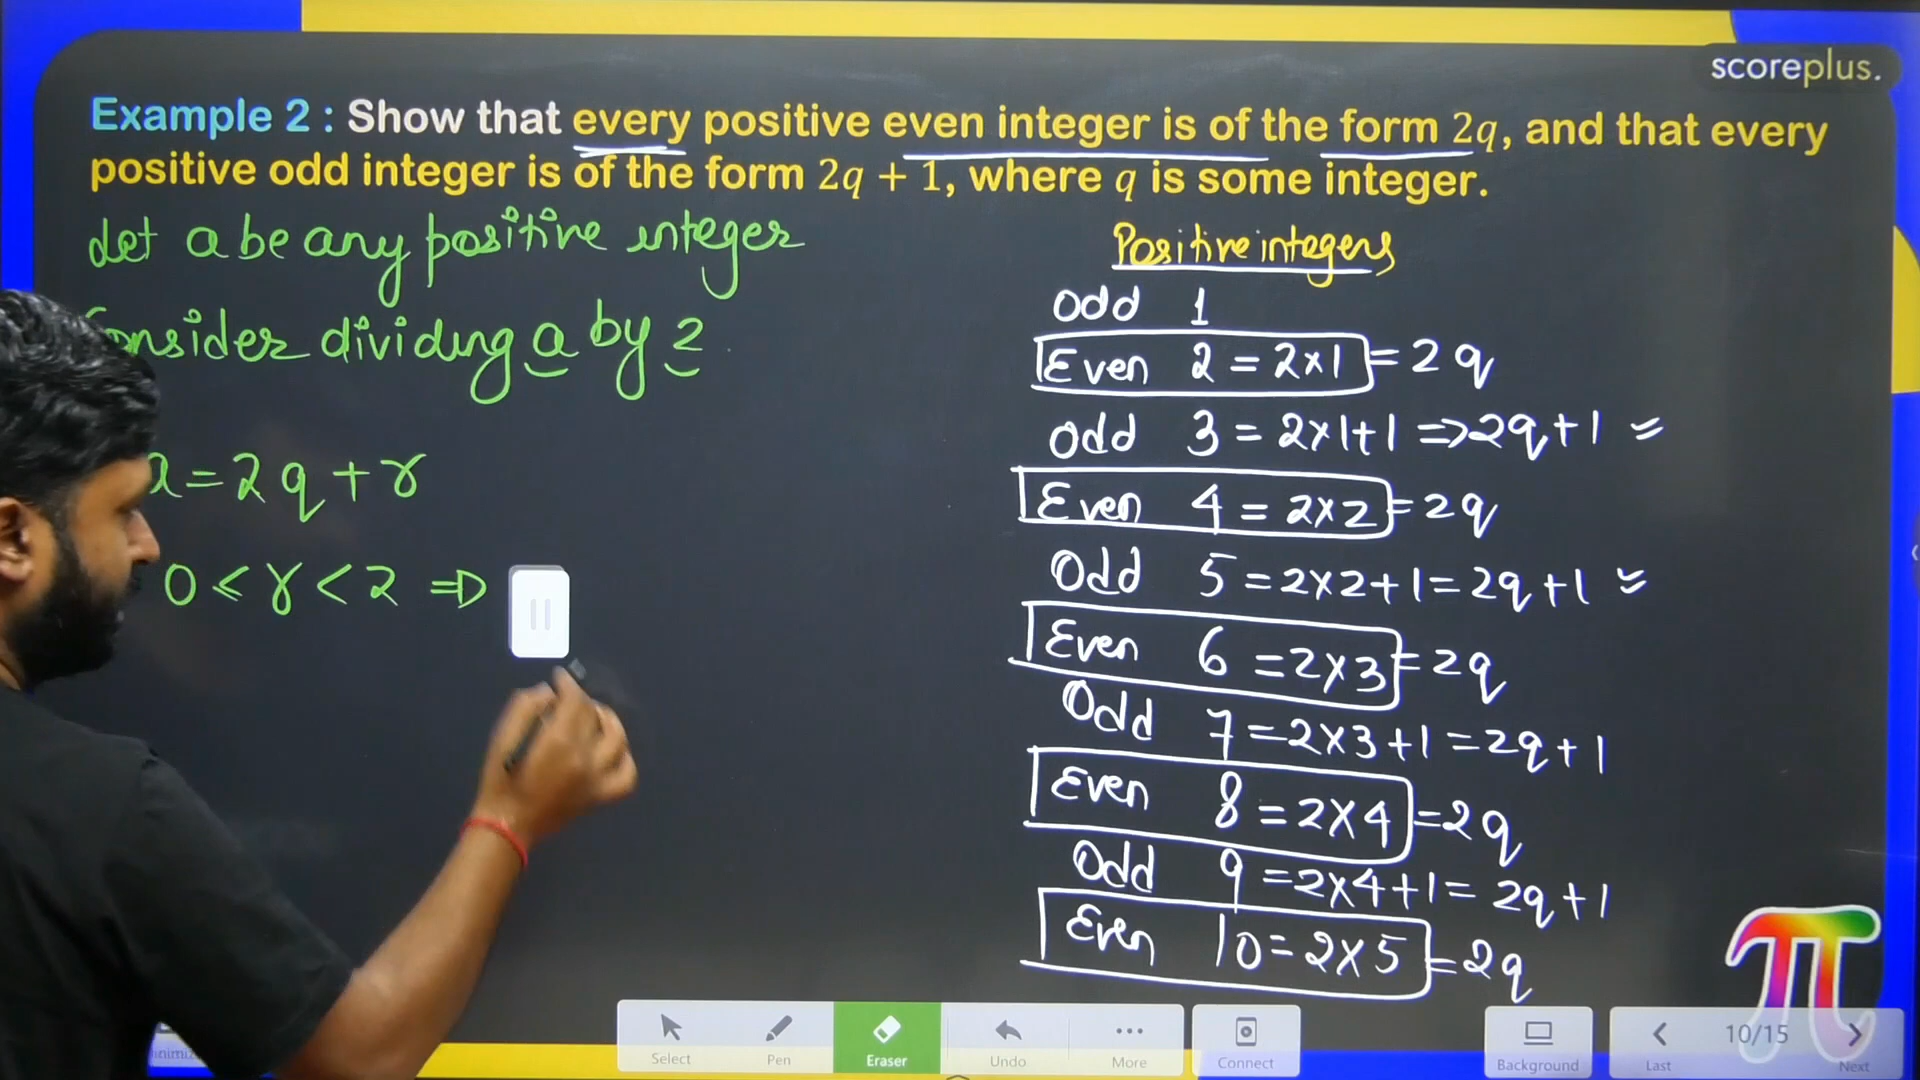 scoreplus.
Example 2 : Show that every positive even integer is of the form 2q, and that every
positive odd integer is of the form 2q + 1, where q is some integer.
Let a be any positive integer
Consider dividing a by 2
a = 2q + r
0 ≤ r < 2 ⇒
Positive integers
Odd 1
Even 2 = 2×1 = 2q
Odd 3 = 2×1+1 ⇒ 2q+1
Even 4 = 2×2 = 2q
Odd 5 = 2×2+1 = 2q+1
Even 6 = 2×3 = 2q
Odd 7 = 2×3+1 = 2q+1
Even 8 = 2×4 = 2q
Odd 9 = 2×4+1 = 2q+1
Even 10 = 2×5 = 2q
π
Select Pen Eraser Undo More Connect Background Last 10/15 Next